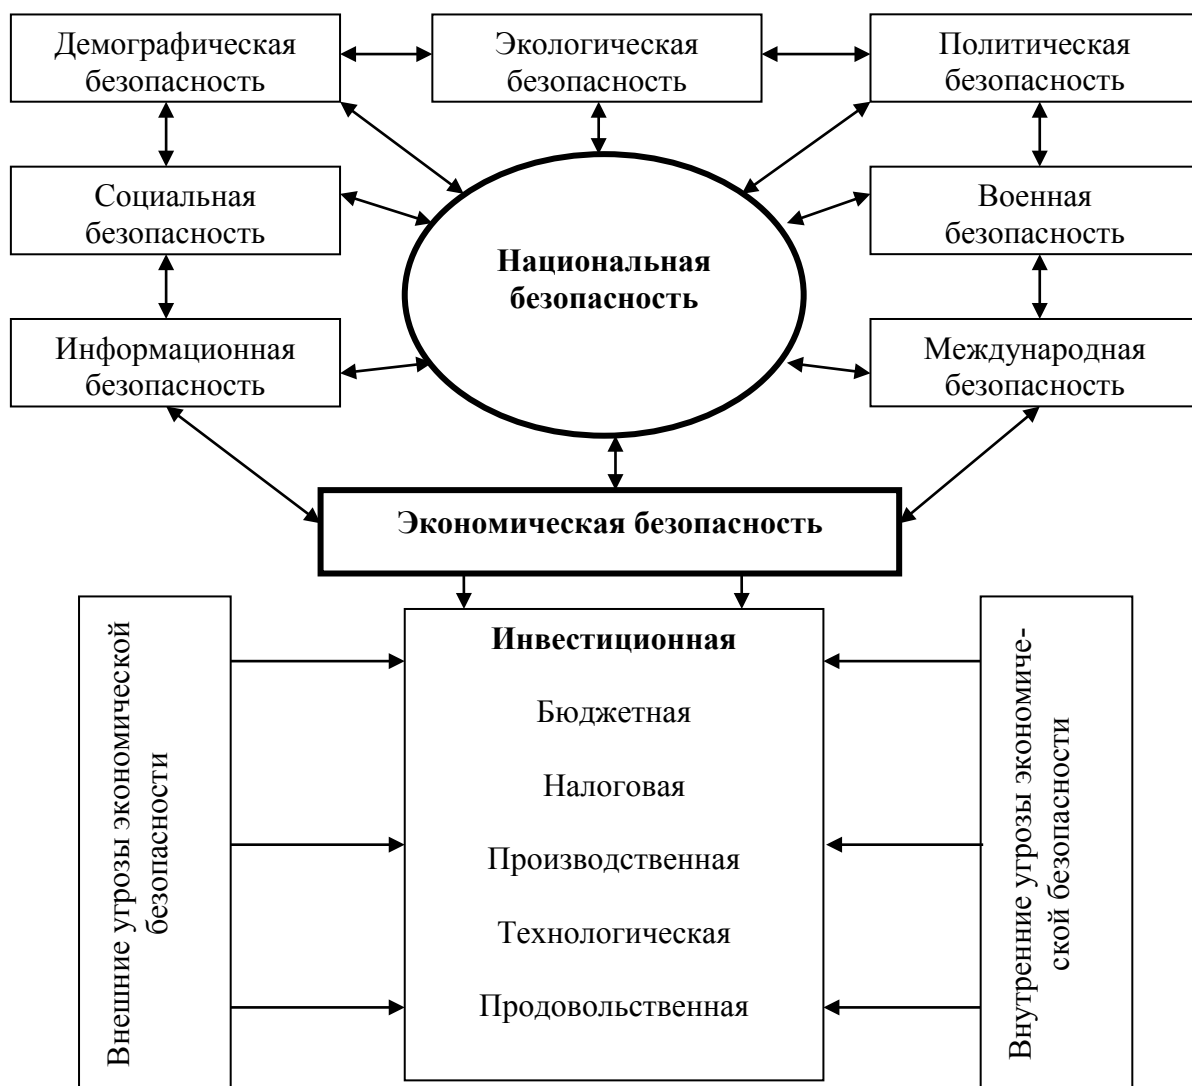 Демографическая
безопасность
Экологическая
безопасность
Политическая
безопасность
Социальная
безопасность
Военная
безопасность
Национальная
безопасность
Информационная
безопасность
Международная
безопасность
Экономическая безопасность
Внешние угрозы экономической
безопасности
Инвестиционная
Бюджетная
Налоговая
Производственная
Технологическая
Продовольственная
Внутренние угрозы экономиче-
ской безопасности